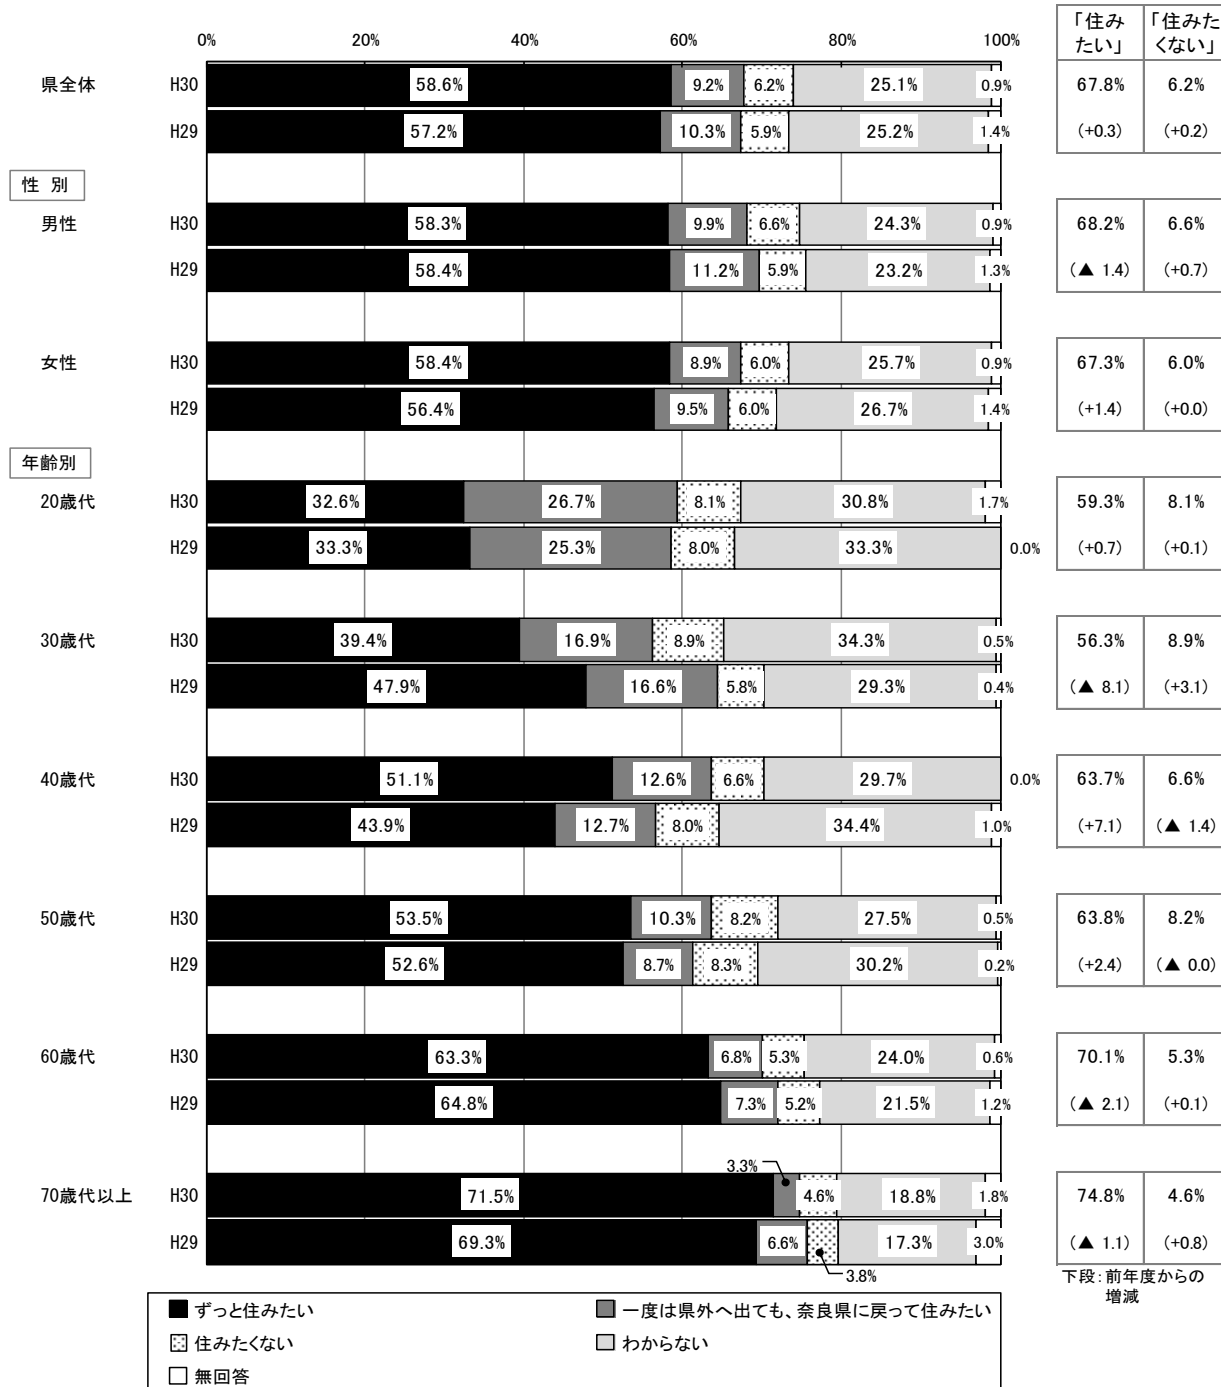 「住みたい」 「住みたくない」
0% 20% 40% 60% 80% 100%
県全体 H30 58.6% 9.2% 6.2% 25.1% 0.9% 67.8% 6.2%
H29 57.2% 10.3% 5.9% 25.2% 1.4% (+0.3) (+0.2)
性 別
男性 H30 58.3% 9.9% 6.6% 24.3% 0.9% 68.2% 6.6%
H29 58.4% 11.2% 5.9% 23.2% 1.3% (▲ 1.4) (+0.7)
女性 H30 58.4% 8.9% 6.0% 25.7% 0.9% 67.3% 6.0%
H29 56.4% 9.5% 6.0% 26.7% 1.4% (+1.4) (+0.0)
年齢別
20歳代 H30 32.6% 26.7% 8.1% 30.8% 1.7% 59.3% 8.1%
H29 33.3% 25.3% 8.0% 33.3% 0.0% (+0.7) (+0.1)
30歳代 H30 39.4% 16.9% 8.9% 34.3% 0.5% 56.3% 8.9%
H29 47.9% 16.6% 5.8% 29.3% 0.4% (▲ 8.1) (+3.1)
40歳代 H30 51.1% 12.6% 6.6% 29.7% 0.0% 63.7% 6.6%
H29 43.9% 12.7% 8.0% 34.4% 1.0% (+7.1) (▲ 1.4)
50歳代 H30 53.5% 10.3% 8.2% 27.5% 0.5% 63.8% 8.2%
H29 52.6% 8.7% 8.3% 30.2% 0.2% (+2.4) (▲ 0.0)
60歳代 H30 63.3% 6.8% 5.3% 24.0% 0.6% 70.1% 5.3%
H29 64.8% 7.3% 5.2% 21.5% 1.2% (▲ 2.1) (+0.1)
3.3%
70歳代以上 H30 71.5% 4.6% 18.8% 1.8% 74.8% 4.6%
H29 69.3% 6.6% 17.3% 3.0% (▲ 1.1) (+0.8)
3.8%
下段:前年度からの
増減
ずっと住みたい 一度は県外へ出ても、奈良県に戻って住みたい
住みたくない わからない
無回答